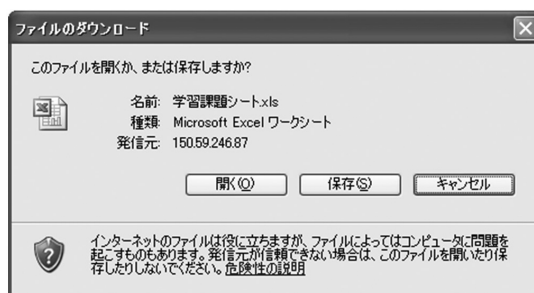 ファイルのダウンロード
このファイルを開くか、または保存しますか?
名前: 学習課題シート.xls
種類: Microsoft Excel ワークシート
発信元: 150.59.246.87
開く(O)
保存(S)
キャンセル
インターネットのファイルは役に立ちますが、ファイルによってはコンピュータに問題を
起こすものもあります。発信元が信頼できない場合は、このファイルを開いたり保
存したりしないでください。危険性の説明